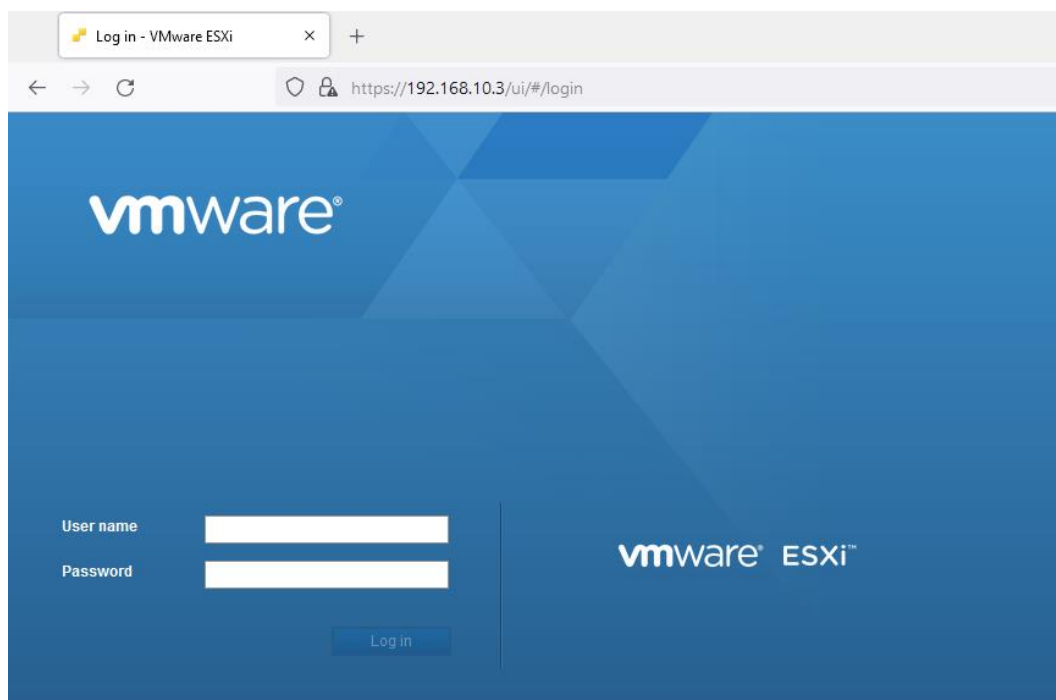 Log in - VMware ESXi
https://192.168.10.3/ui/#/login
vmware®
User name
Password
vmware® ESXi™
Log in